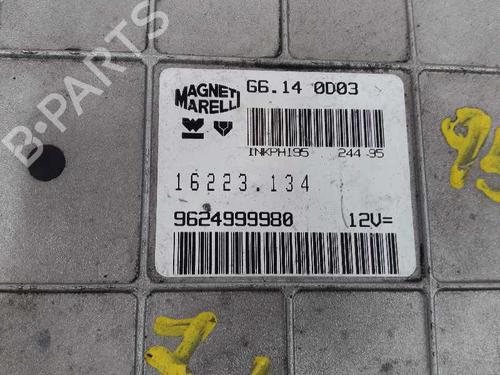 MAGNETI
MARELLI
G6.14 0D03
INKPH195 244 95
16223.134
9624999980 12V=
B-PARTS